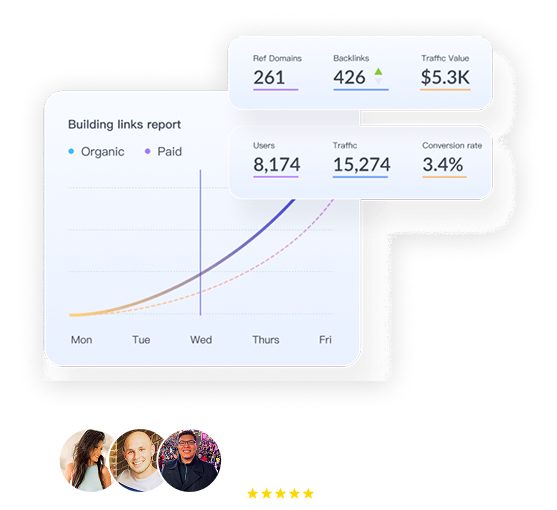 Ref Domains Backlinks Traffic Value
261 426 $5.3K
Building links report
Organic Paid
Users Traffic Conversion rate
8,174 15,274 3.4%
Mon Tue Wed Thurs Fri